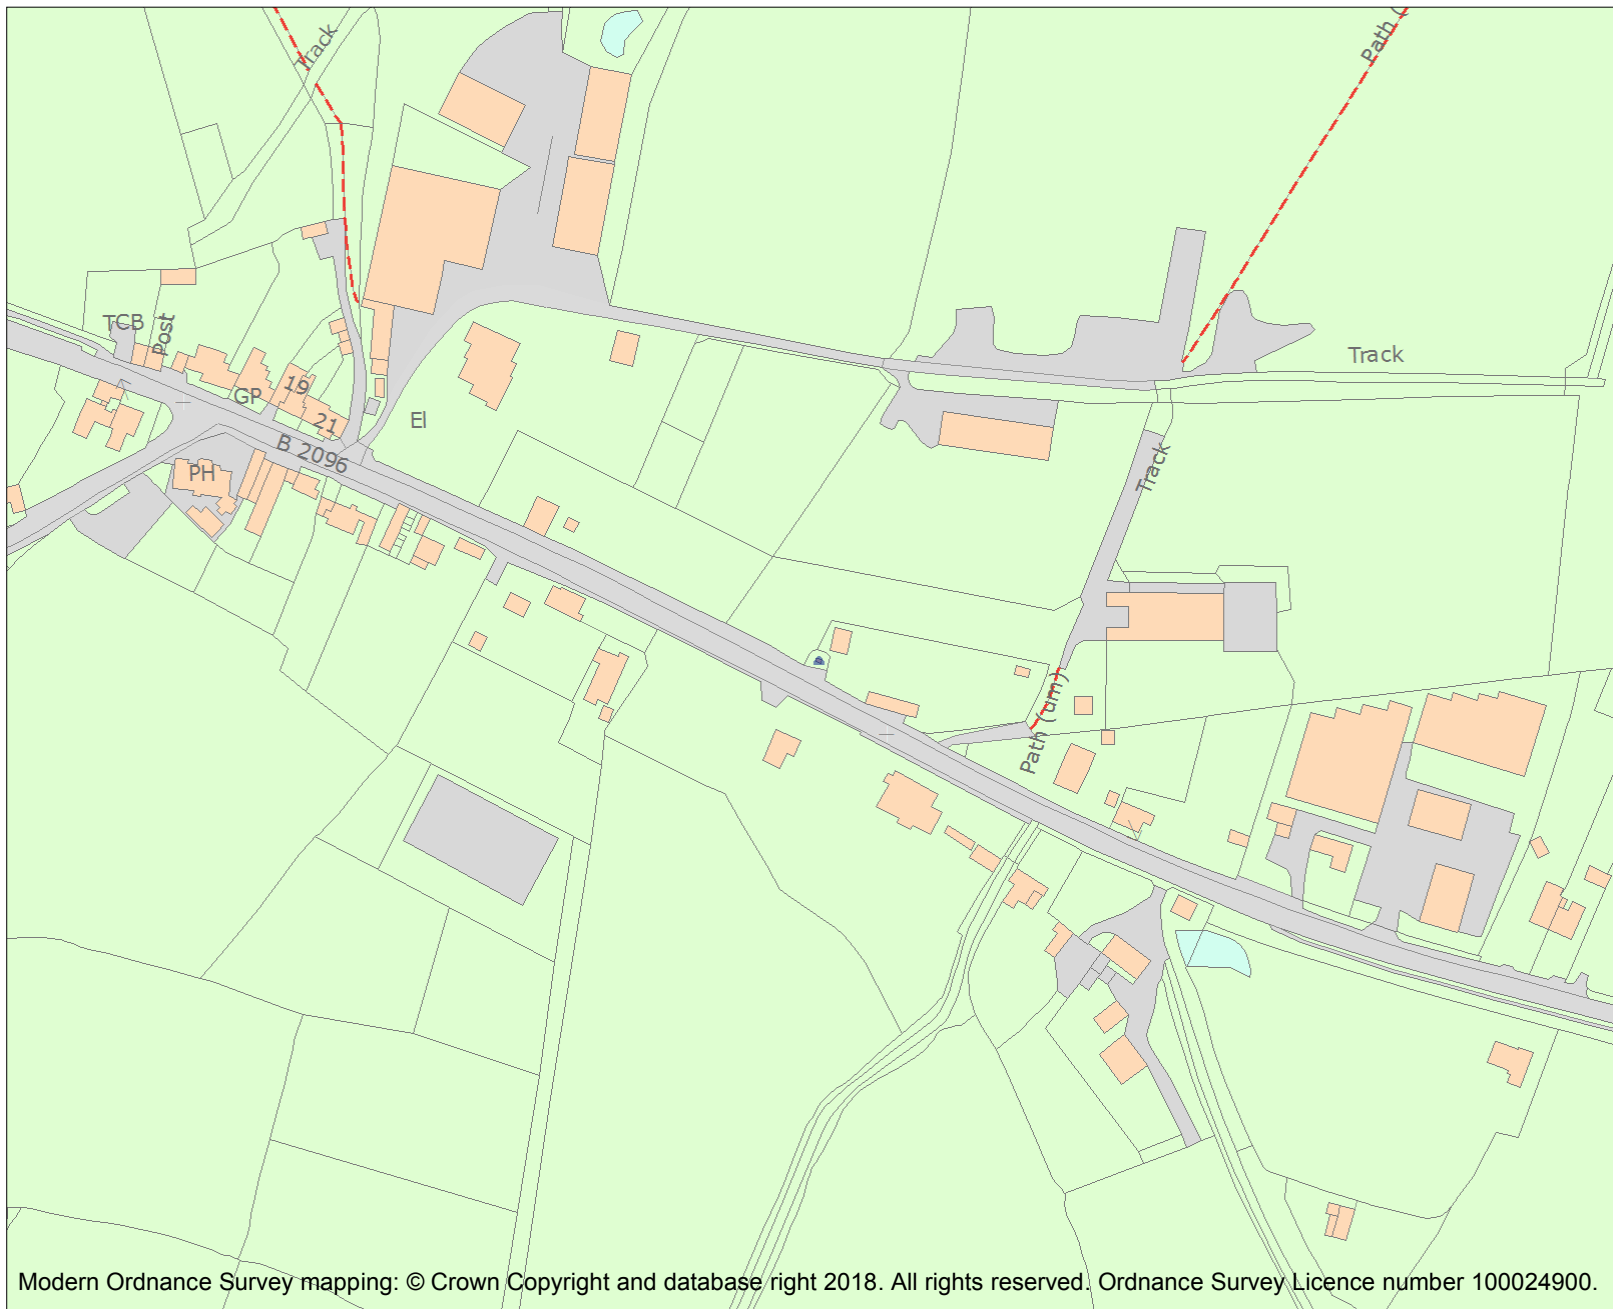 Track
Path (
TCB
Post
Track
GP
19
21
El
B 2096
PH
Track
Path (um)
Modern Ordnance Survey mapping: © Crown Copyright and database right 2018. All rights reserved. Ordnance Survey Licence number 100024900.